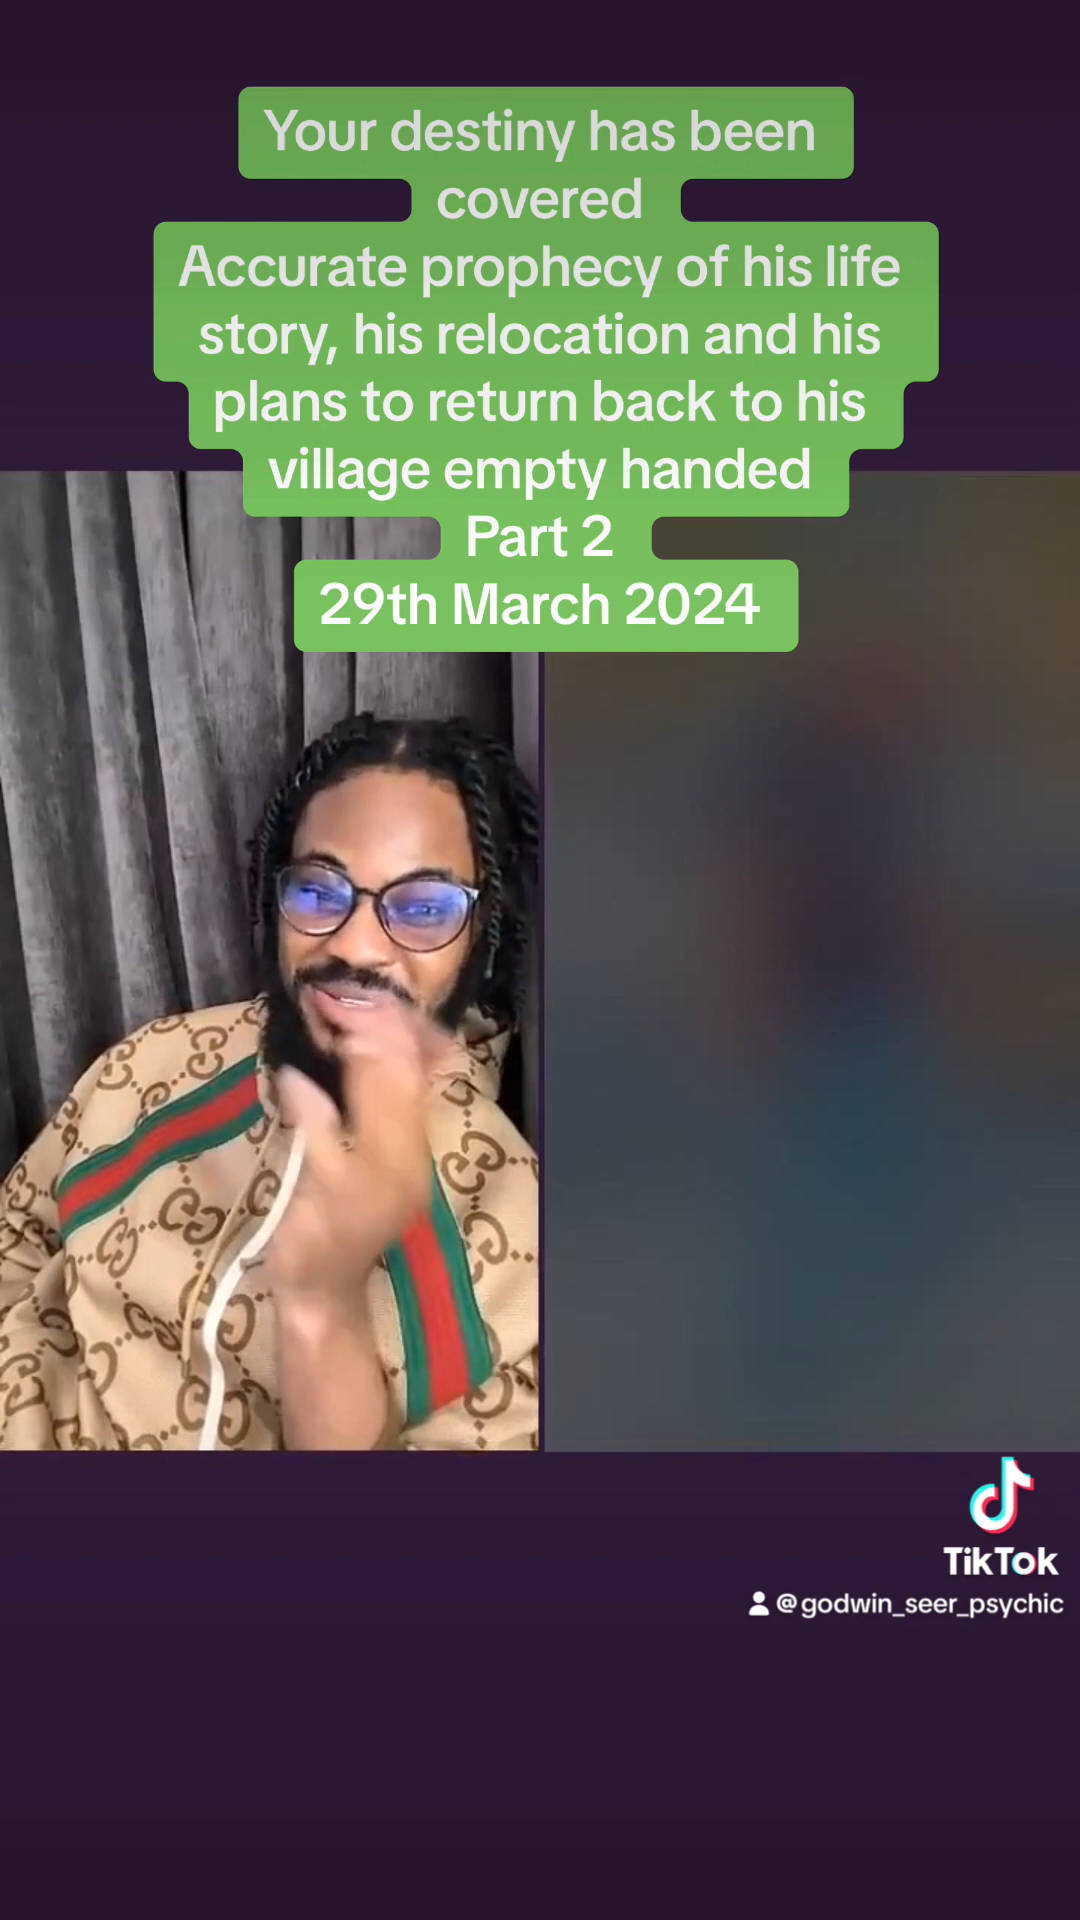 Your destiny has been
covered
Accurate prophecy of his life
story, his relocation and his
plans to return back to his
village empty handed
Part 2
29th March 2024
TikTok
@godwin_seer_psychic